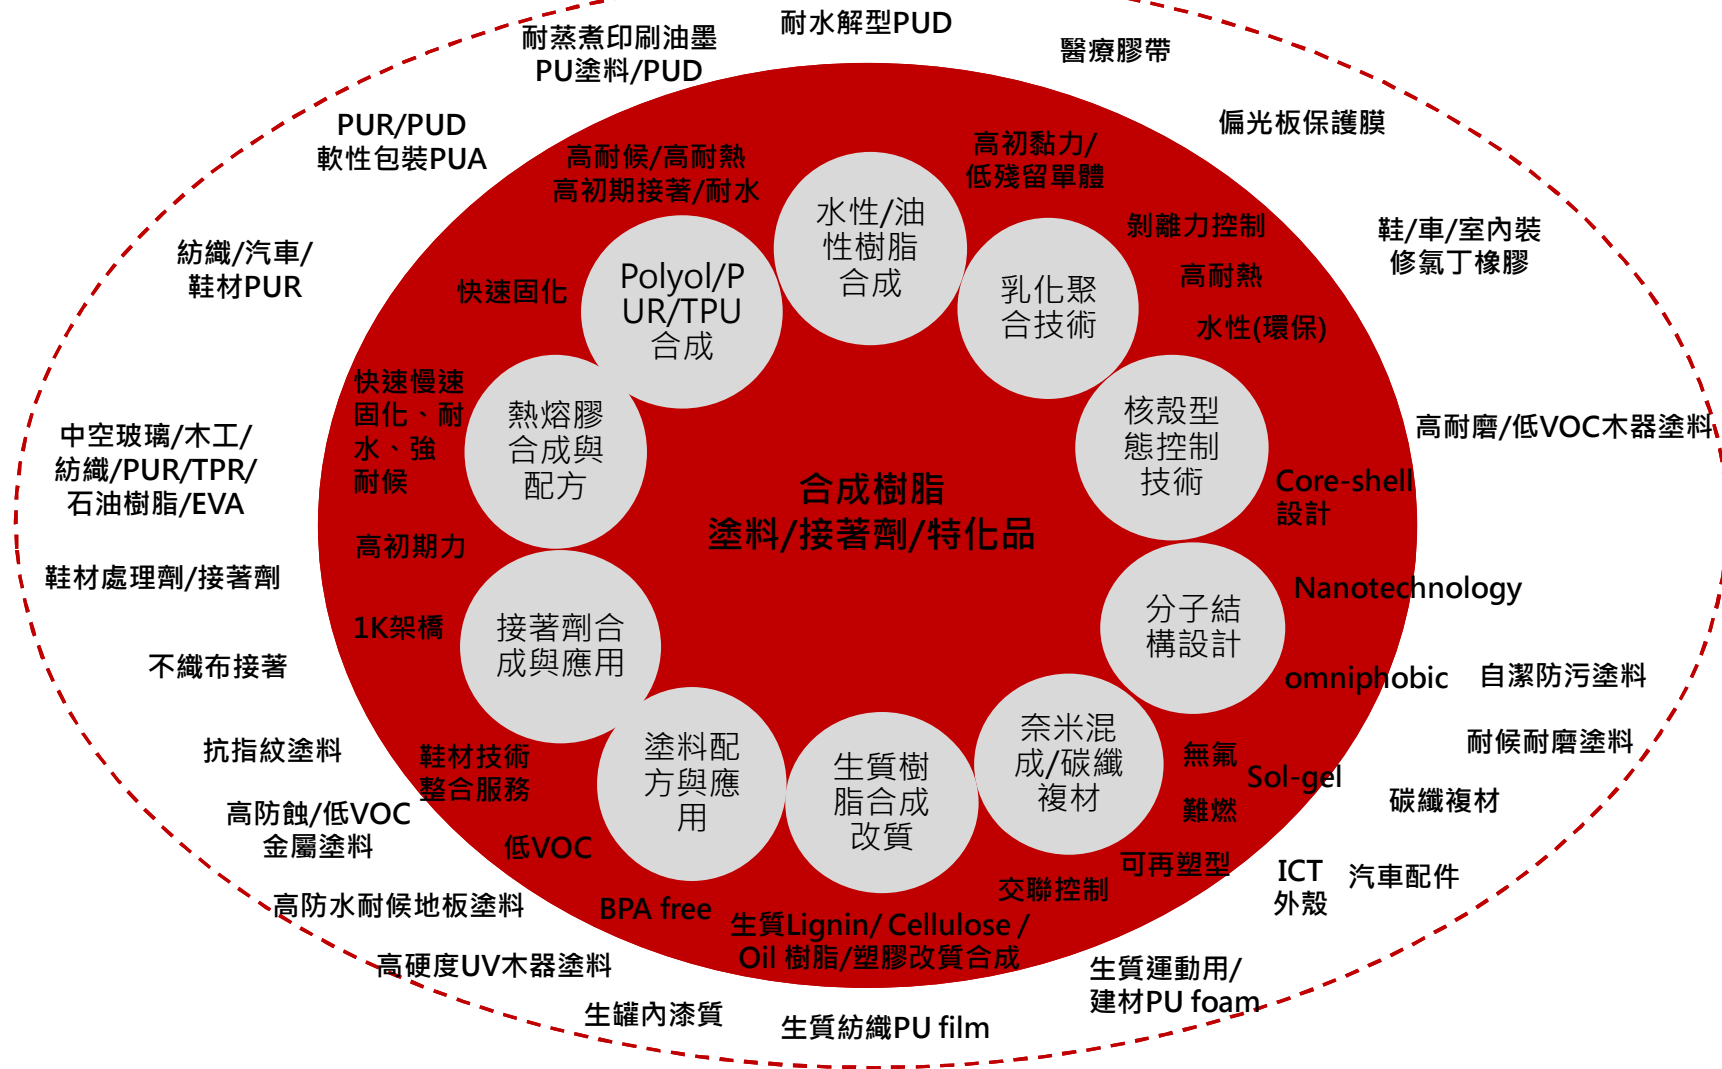 耐水解型PUD
耐蒸煮印刷油墨
PU塗料/PUD
醫療膠帶
PUR/PUD
軟性包裝PUA
偏光板保護膜
紡織/汽車/
鞋材PUR
鞋/車/室內裝
修氯丁橡膠
高耐候/高耐熱
高初期接著/耐水
高初黏力/
低殘留單體
剝離力控制
高耐熱
水性(環保)
快速固化
水性/油
性樹脂
合成
Polyol/P
UR/TPU
合成
乳化聚
合技術
快速慢速
固化、耐
水、強
耐候
熱熔膠
合成與
配方
核殼型
態控制
技術
中空玻璃/木工/
紡織/PUR/TPR/
石油樹脂/EVA
高耐磨/低VOC木器塗料
合成樹脂
塗料/接著劑/特化品
Core-shell
設計
高初期力
鞋材處理劑/接著劑
1K架橋
接著劑合
成與應用
分子結
構設計
Nanotechnology
不織布接著
omniphobic
自潔防污塗料
抗指紋塗料
鞋材技術
整合服務
塗料配
方與應
用
生質樹
脂合成
改質
奈米混
成/碳纖
複材
無氟
Sol-gel
難燃
耐候耐磨塗料
碳纖複材
高防蝕/低VOC
金屬塗料
低VOC
可再塑型
交聯控制
ICT
外殼
汽車配件
高防水耐候地板塗料
BPA free
生質Lignin/ Cellulose /
Oil 樹脂/塑膠改質合成
高硬度UV木器塗料
生質運動用/
建材PU foam
生罐內漆質
生質紡織PU film